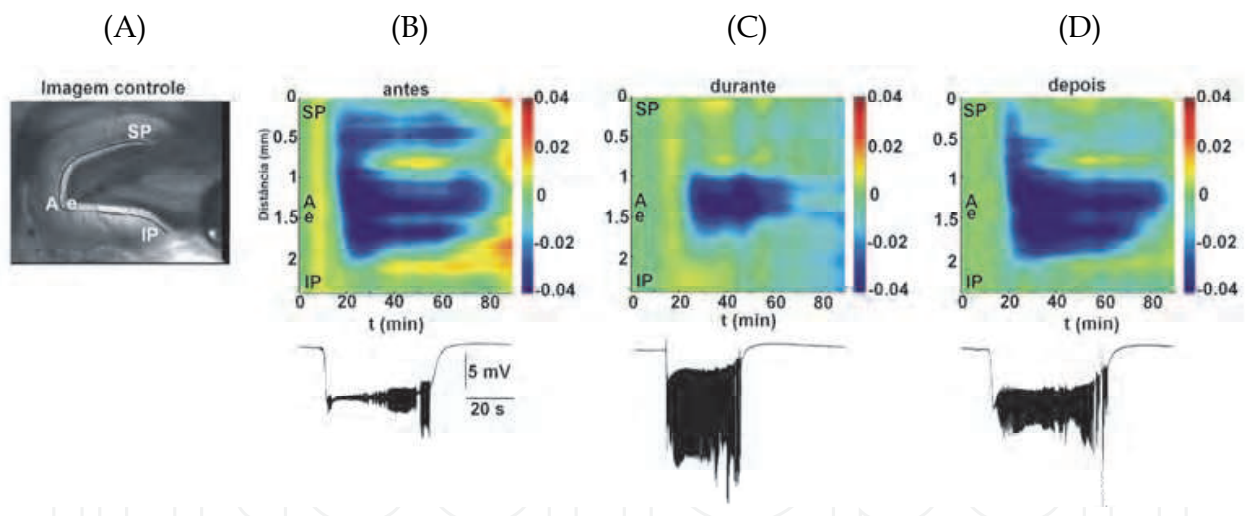 (A)
(B)
(C)
(D)
Imagem controle
SP
A e
IP
antes
Distância (mm)
0
0.5
1
1.5
2
SP
A
e
IP
0 20 40 60 80
t (min)
0.04
0.02
0
-0.02
-0.04
5 mV
20 s
durante
0
0.5
1
1.5
2
SP
A
e
IP
0 20 40 60 80
t (min)
0.04
0.02
0
-0.02
-0.04
depois
0
0.5
1
1.5
2
SP
A
e
IP
0 20 40 60 80
t (min)
0.04
0.02
0
-0.02
-0.04